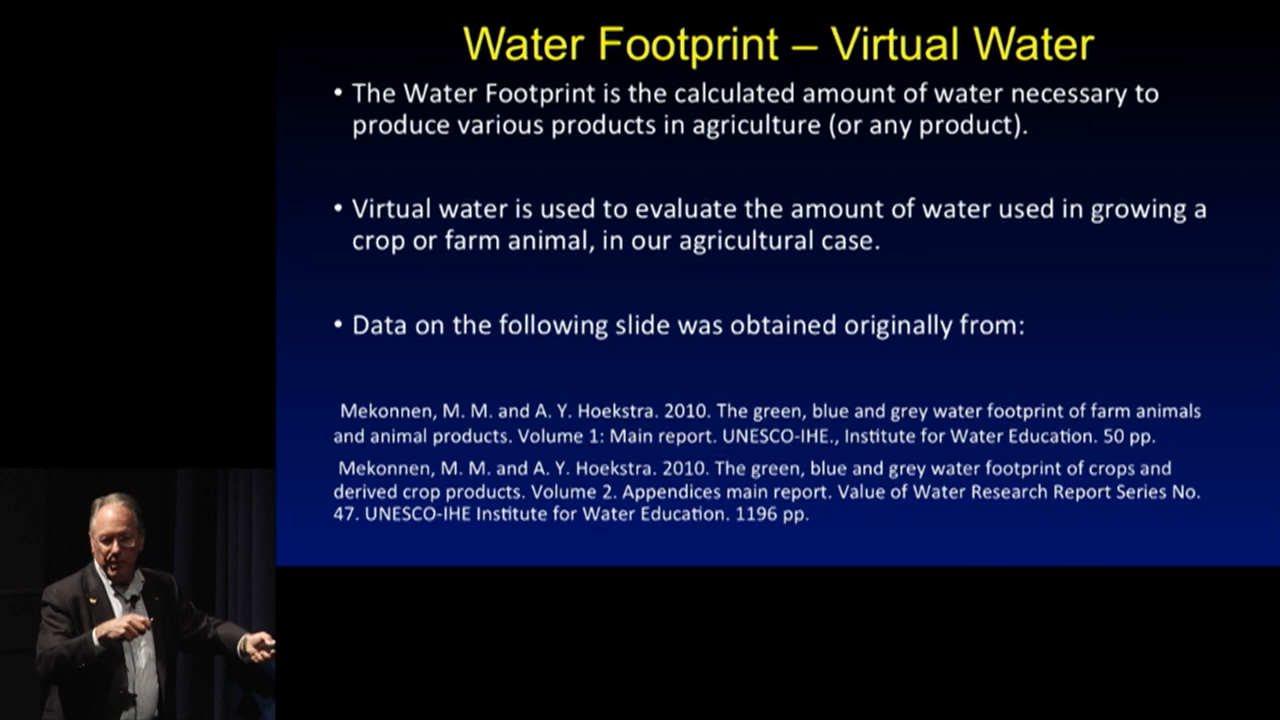 Water Footprint – Virtual Water
• The Water Footprint is the calculated amount of water necessary to
produce various products in agriculture (or any product).
• Virtual water is used to evaluate the amount of water used in growing a
crop or farm animal, in our agricultural case.
• Data on the following slide was obtained originally from:
Mekonnen, M. M. and A. Y. Hoekstra. 2010. The green, blue and grey water footprint of farm animals
and animal products. Volume 1: Main report. UNESCO-IHE., Institute for Water Education. 50 pp.
Mekonnen, M. M. and A. Y. Hoekstra. 2010. The green, blue and grey water footprint of crops and
derived crop products. Volume 2. Appendices main report. Value of Water Research Report Series No.
47. UNESCO-IHE Institute for Water Education. 1196 pp.